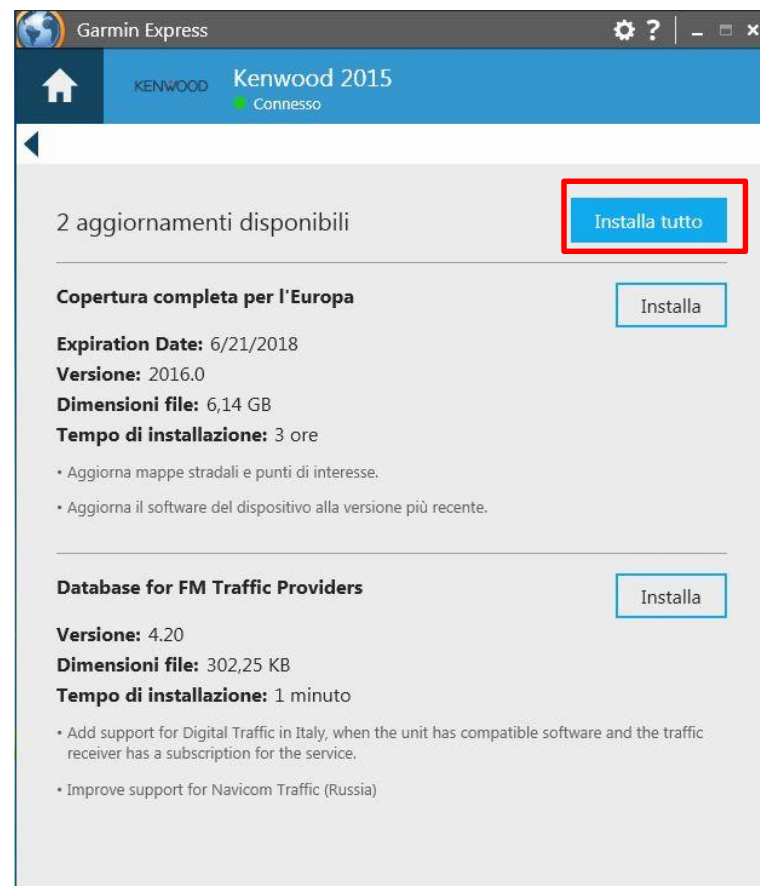 Garmin Express
?
KENWOOD
Kenwood 2015
Connesso
2 aggiornamenti disponibili
Installa tutto
Copertura completa per l'Europa
Installa
Expiration Date: 6/21/2018
Versione: 2016.0
Dimensioni file: 6,14 GB
Tempo di installazione: 3 ore
• Aggiorna mappe stradali e punti di interesse.
• Aggiorna il software del dispositivo alla versione più recente.
Database for FM Traffic Providers
Installa
Versione: 4.20
Dimensioni file: 302,25 KB
Tempo di installazione: 1 minuto
• Add support for Digital Traffic in Italy, when the unit has compatible software and the traffic
receiver has a subscription for the service.
• Improve support for Navicom Traffic (Russia)